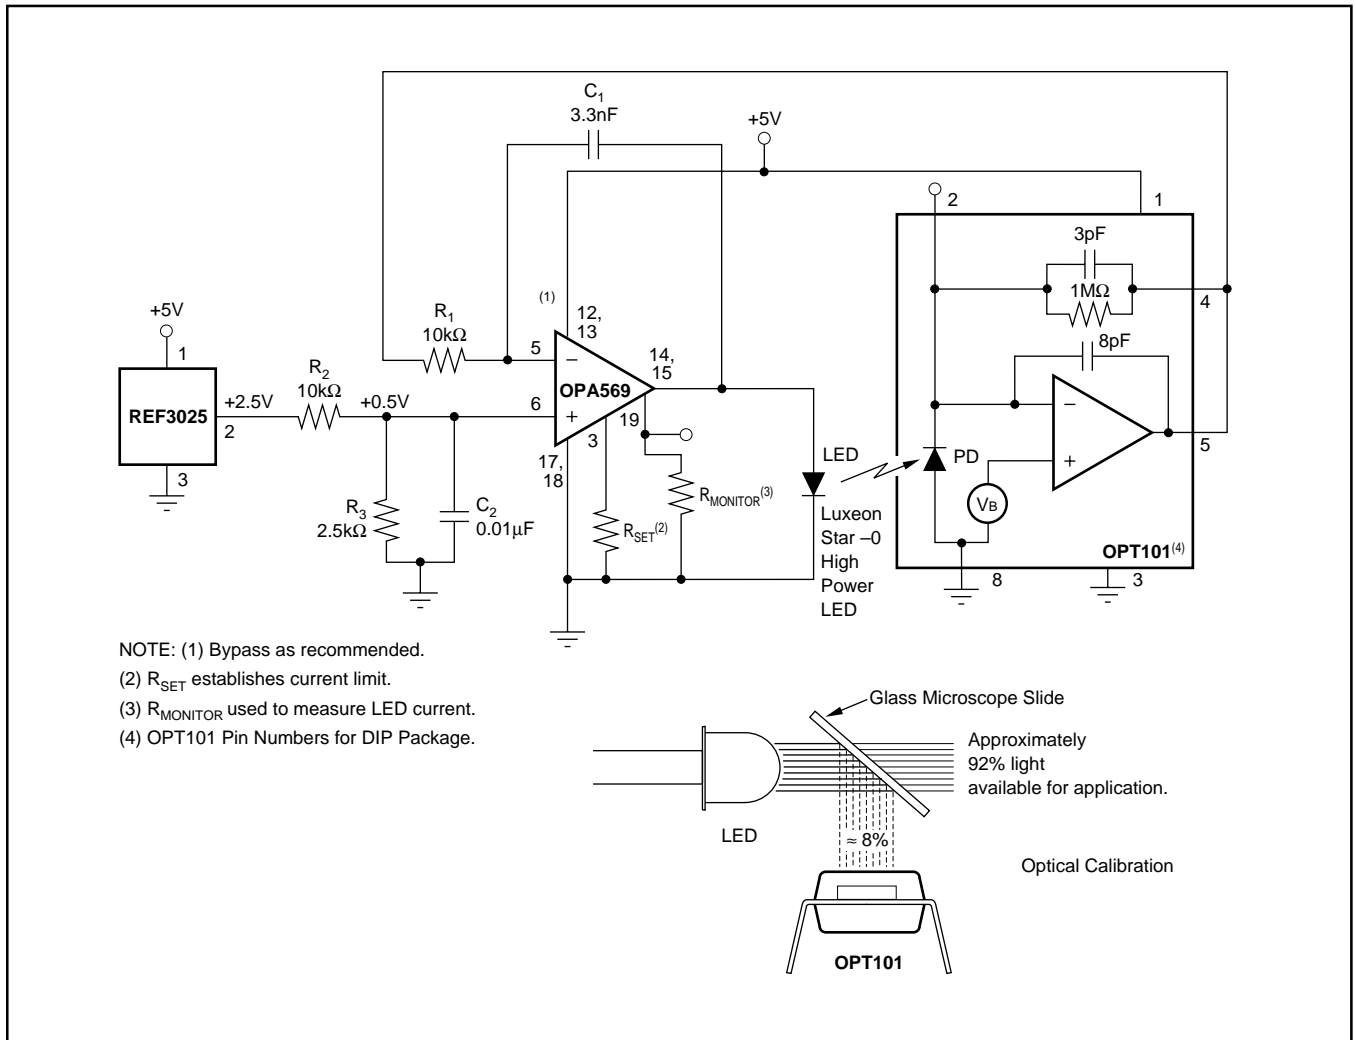 C1
3.3nF
+5V
2
1
3pF
1MΩ
4
8pF
(1)
12,
13
+5V
1
R1
10kΩ
5
−
14,
15
R2
10kΩ
OPA569
REF3025
+2.5V
2
+0.5V
6
+
3
19
−
+
5
LED
PD
VB
17,
18
3
R3
2.5kΩ
C2
0.01µF
RSET(2)
RMONITOR(3)
Luxeon
Star –0
High
Power
LED
OPT101(4)
8
3
NOTE: (1) Bypass as recommended.
(2) RSET establishes current limit.
(3) RMONITOR used to measure LED current.
(4) OPT101 Pin Numbers for DIP Package.
Glass Microscope Slide
Approximately
92% light
available for application.
LED
≈ 8%
Optical Calibration
OPT101